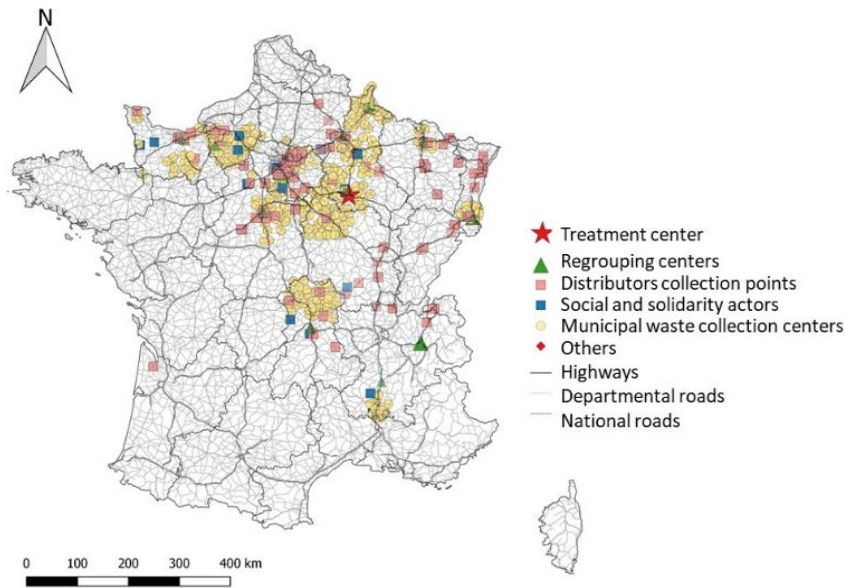 N
Treatment center
Regrouping centers
Distributors collection points
Social and solidarity actors
Municipal waste collection centers
Others
Highways
Departmental roads
National roads
0 100 200 300 400 km